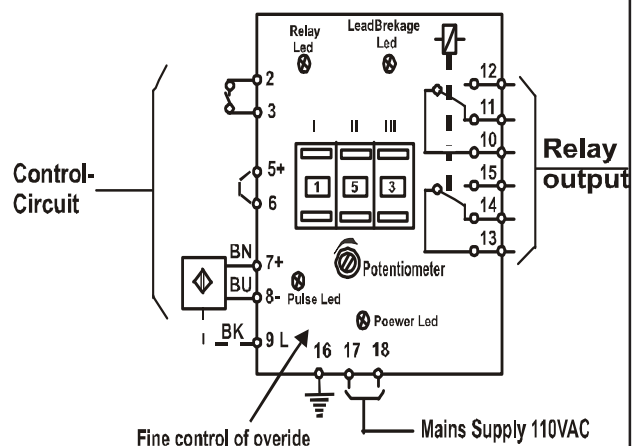 Relay
Led
LeadBrekage
Led
2
3
5+
6
Control-
Circuit
BN 7+
BU 8-
BK 9 L
I II III
1 5 3
Potentiometer
Pulse Led
Poewer Led
12
11
10
15
14
13
Relay
output
16 17 18
Mains Supply 110VAC
Fine control of overide